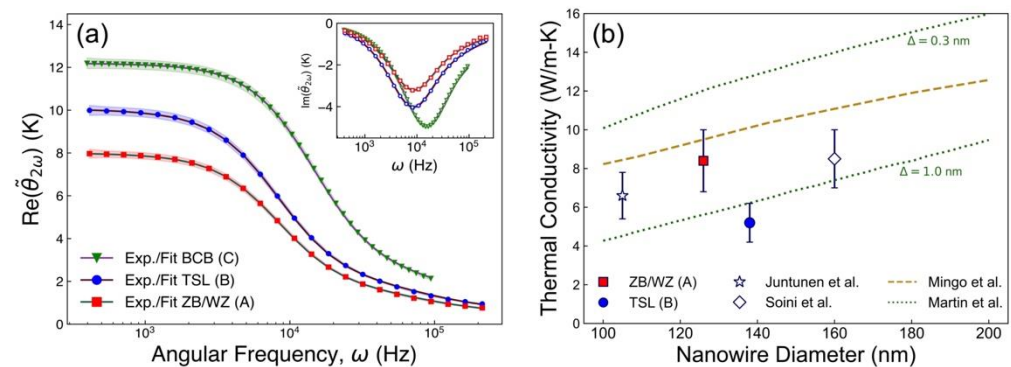 (a)
14
12
10
8
6
4
2
0
Re(θ̃2ω) (K)
10³
10⁴
10⁵
Angular Frequency, ω (Hz)
Exp./Fit BCB (C)
Exp./Fit TSL (B)
Exp./Fit ZB/WZ (A)
0
−2
−4
Im(θ̃2ω) (K)
10³
10⁴
10⁵
ω (Hz)
(b)
16
14
12
10
8
6
4
2
0
Thermal Conductivity (W/m-K)
Δ = 0.3 nm
Δ = 1.0 nm
ZB/WZ (A)
TSL (B)
Juntunen et al.
Soini et al.
Mingo et al.
Martin et al.
100
120
140
160
180
200
Nanowire Diameter (nm)